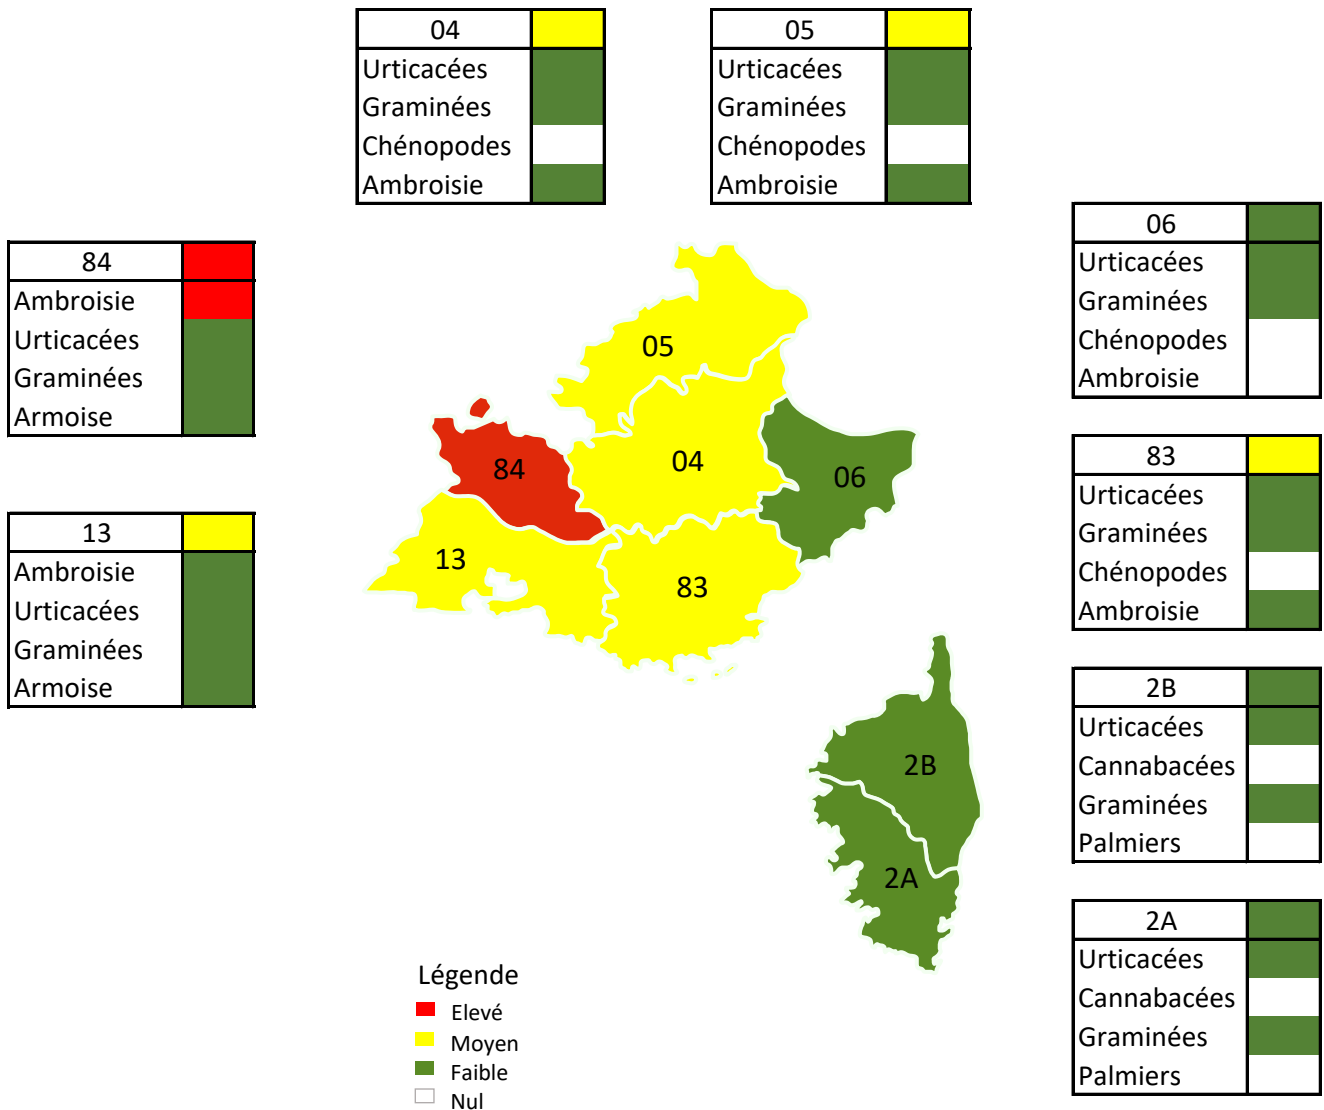 04
Urticacées
Graminées
Chénopodes
Ambroisie
05
Urticacées
Graminées
Chénopodes
Ambroisie
84
Ambroisie
Urticacées
Graminées
Armoise
13
Ambroisie
Urticacées
Graminées
Armoise
05
04
84
06
13
83
2B
2A
06
Urticacées
Graminées
Chénopodes
Ambroisie
83
Urticacées
Graminées
Chénopodes
Ambroisie
2B
Urticacées
Cannabacées
Graminées
Palmiers
2A
Urticacées
Cannabacées
Graminées
Palmiers
Légende
Elevé
Moyen
Faible
Nul